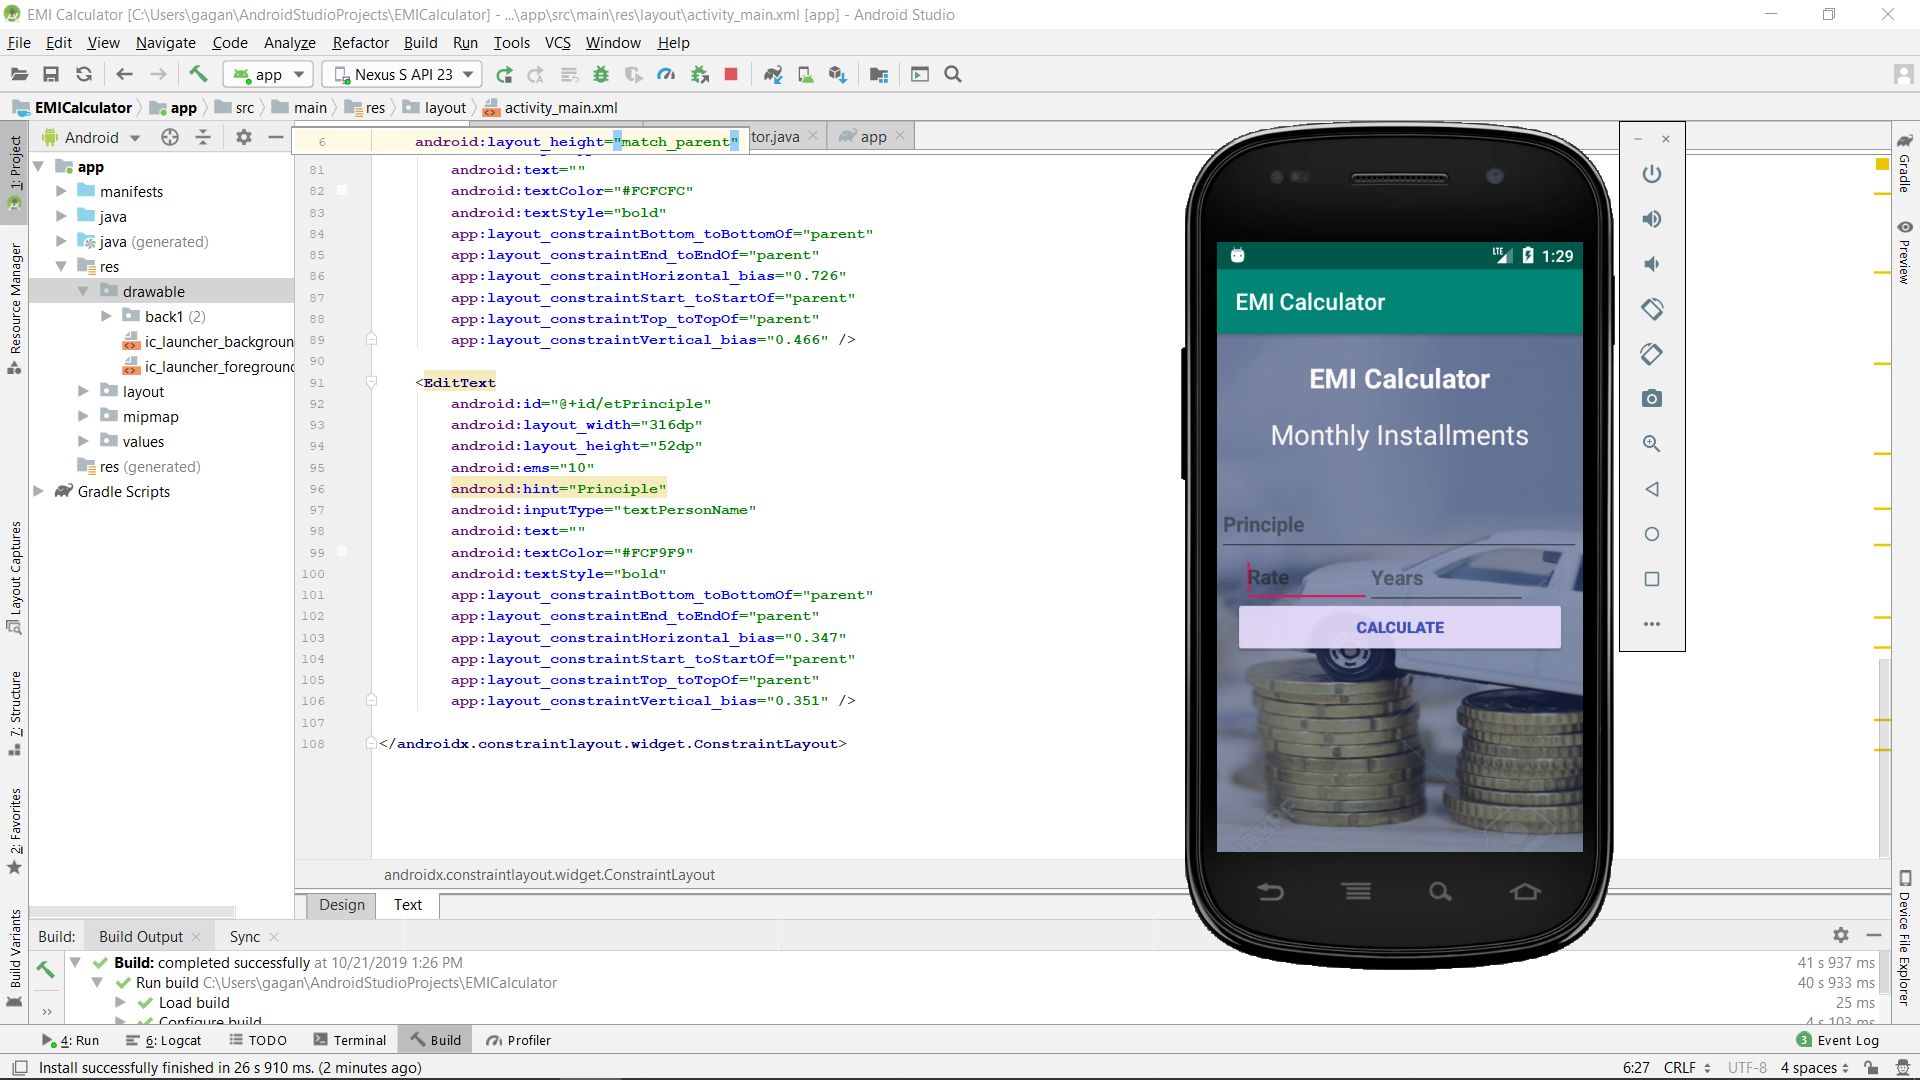 EMI Calculator [C:\Users\gagan\AndroidStudioProjects\EMICalculator] - ...\app\src\main\res\layout\activity_main.xml [app] - Android Studio
File Edit View Navigate Code Analyze Refactor Build Run Tools VCS Window Help
app Nexus S API 23
EMICalculator app src main res layout activity_main.xml
Android
tor.java app
6 android:layout_height="match_parent"
app
manifests
java
java (generated)
res
drawable
back1 (2)
ic_launcher_backgroun
ic_launcher_foreground
layout
mipmap
values
res (generated)
Gradle Scripts
1: Project
Resource Manager
Layout Captures
7: Structure
2: Favorites
Build Variants
81 android:text=""
82 android:textColor="#FCFCFC"
83 android:textStyle="bold"
84 app:layout_constraintBottom_toBottomOf="parent"
85 app:layout_constraintEnd_toEndOf="parent"
86 app:layout_constraintHorizontal_bias="0.726"
87 app:layout_constraintStart_toStartOf="parent"
88 app:layout_constraintTop_toTopOf="parent"
89 app:layout_constraintVertical_bias="0.466" />
90
91 <EditText
92 android:id="@+id/etPrinciple"
93 android:layout_width="316dp"
94 android:layout_height="52dp"
95 android:ems="10"
96 android:hint="Principle"
97 android:inputType="textPersonName"
98 android:text=""
99 android:textColor="#FCF9F9"
100 android:textStyle="bold"
101 app:layout_constraintBottom_toBottomOf="parent"
102 app:layout_constraintEnd_toEndOf="parent"
103 app:layout_constraintHorizontal_bias="0.347"
104 app:layout_constraintStart_toStartOf="parent"
105 app:layout_constraintTop_toTopOf="parent"
106 app:layout_constraintVertical_bias="0.351" />
107
108 </androidx.constraintlayout.widget.ConstraintLayout>
androidx.constraintlayout.widget.ConstraintLayout
Design Text
LTE 1:29
EMI Calculator
EMI Calculator
Monthly Installments
Principle
Rate Years
CALCULATE
123RF
Gradle
Preview
Device File Explorer
Build: Build Output Sync
Build: completed successfully at 10/21/2019 1:26 PM 41 s 937 ms
Run build C:\Users\gagan\AndroidStudioProjects\EMICalculator 40 s 933 ms
Load build 25 ms
Configure build 4 s 103 ms
4: Run 6: Logcat TODO Terminal Build Profiler 3 Event Log
Install successfully finished in 26 s 910 ms. (2 minutes ago) 6:27 CRLF UTF-8 4 spaces